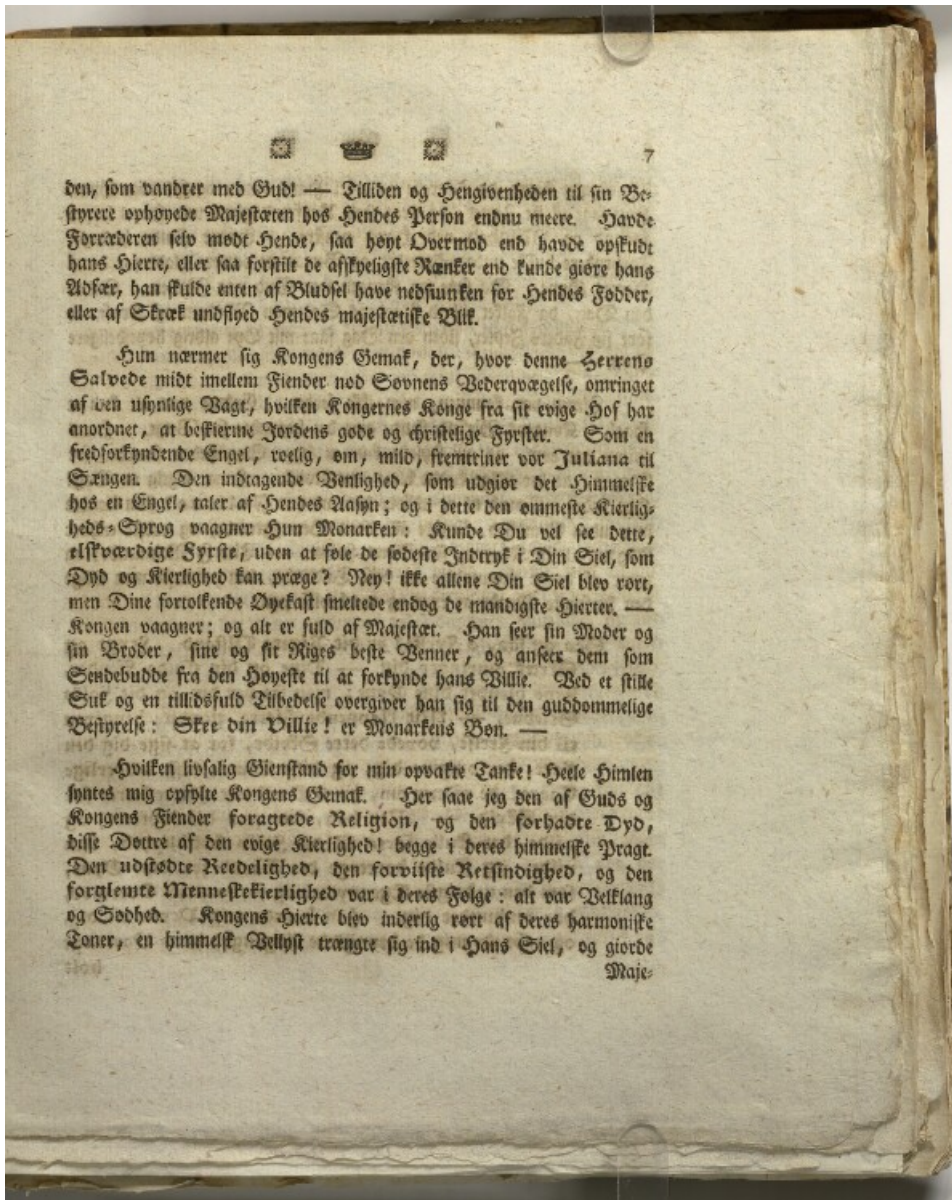 7
den, som vandrer med Gud! — Tilliden og Hengivenheden til sin Be-
styrere ophøyede Majestæten hos Hendes Person endnu meere. Havde
Forræderen selv mødt Hende, saa høyt Overmod end havde opskudt
hans Hierte, eller saa forstilt de afskyeligste Rænker end kunde giøre hans
Adfær, han skulde enten af Bludsel have nedsiunken for Hendes Fødder,
eller af Skræk undflyed Hendes majestætiske Blik.
Hun nærmer sig Kongens Gemak, der, hvor denne Herrens
Salvede midt imellem Fiender nød Søvnens Vederqvægelse, omringet
af den usynlige Vagt, hvilken Kongernes Konge fra sit evige Hof har
anordnet, at beskierme Jordens gode og christelige Fyrster. Som en
fredforkyndende Engel, roelig, øm, mild, fremtriner vor Juliana til
Sængen. Den indtagende Venlighed, som udgiør det Himmelske
hos en Engel, taler af Hendes Aasyn; og i dette den ømmeste Kierlig-
heds-Sprog vaagner Hun Monarken: Kunde Du vel see dette,
elskværdige Fyrste, uden at føle de sødeste Indtryk i Din Siel, som
Dyd og Kierlighed kan præge? Ney! ikke allene Din Siel blev rørt,
men Dine fortolkende Øyekast smeltede endog de mandigste Hierter. —
Kongen vaagner; og alt er fuld af Majestæt. Han seer sin Moder og
sin Broder, sine og sit Riges beste Venner, og anseer dem som
Sendebudde fra den Høyeste til at forkynde hans Villie. Ved et stille
Suk og en tillidsfuld Tilbedelse overgiver han sig til den guddommelige
Bestyrelse: Skee din Villie! er Monarkens Bøn. —
Hvilken livsalig Gienstand for min opvakte Tanke! Heele Himlen
syntes mig opfylte Kongens Gemak. Her saae jeg den af Guds og
Kongens Fiender foragtede Religion, og den forhadte Dyd,
disse Døttre af den evige Kierlighed! begge i deres himmelske Pragt.
Den udstødte Reedelighed, den forviiste Retsindighed, og den
forglemte Menneskekierlighed var i deres Følge: alt var Velklang
og Sødhed. Kongens Hierte blev inderlig rørt af deres harmoniske
Toner, en himmelsk Vellyst trængte sig ind i Hans Siel, og giorde
Maje-